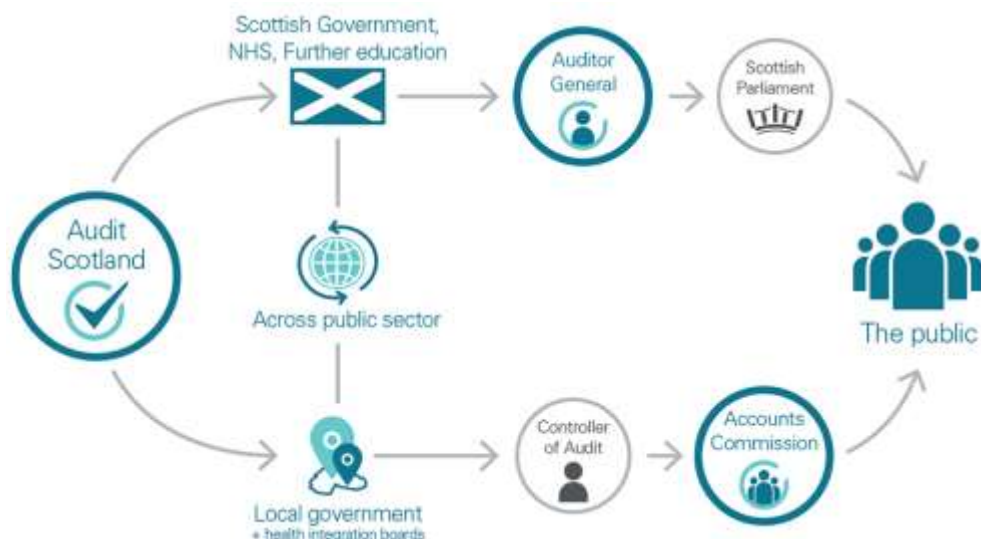 Scottish Government,
NHS, Further education
Auditor
General
Scottish
Parliament
Audit
Scotland
Across public sector
The public
Controller
of Audit
Accounts
Commission
Local government
+ health integration boards